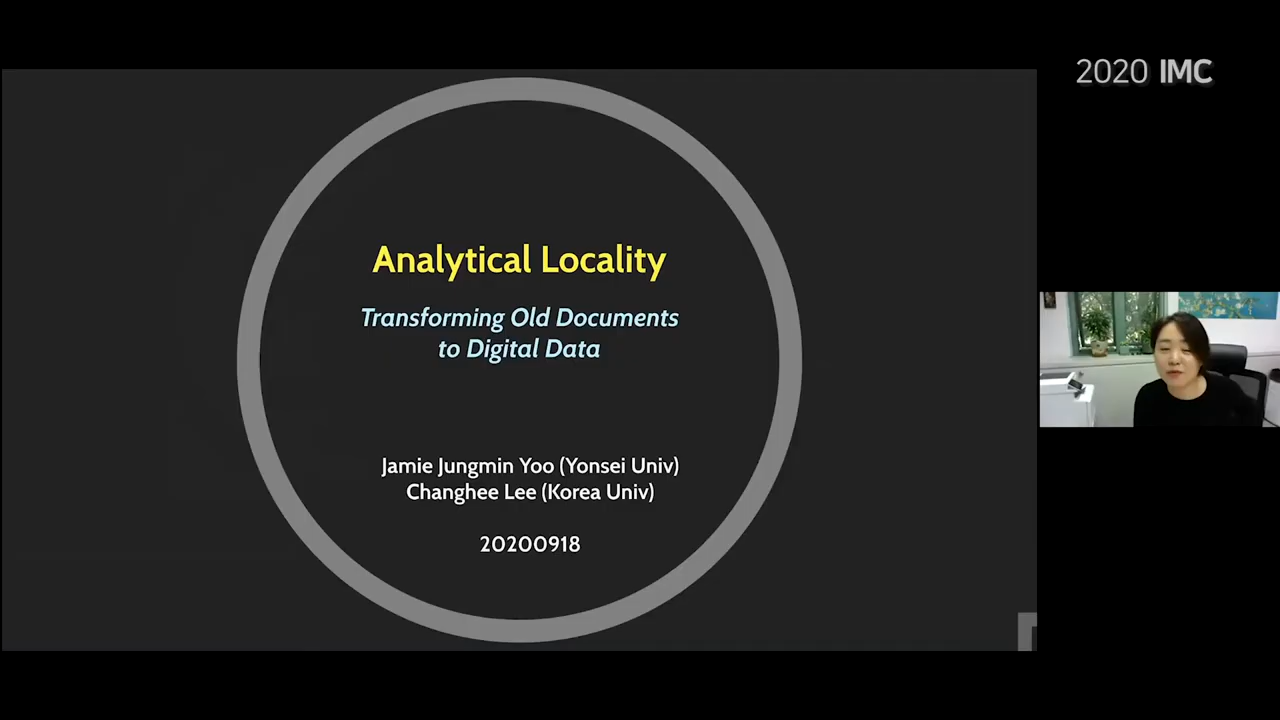 2020 IMC
Analytical Locality
Transforming Old Documents
to Digital Data
Jamie Jungmin Yoo (Yonsei Univ)
Changhee Lee (Korea Univ)
20200918